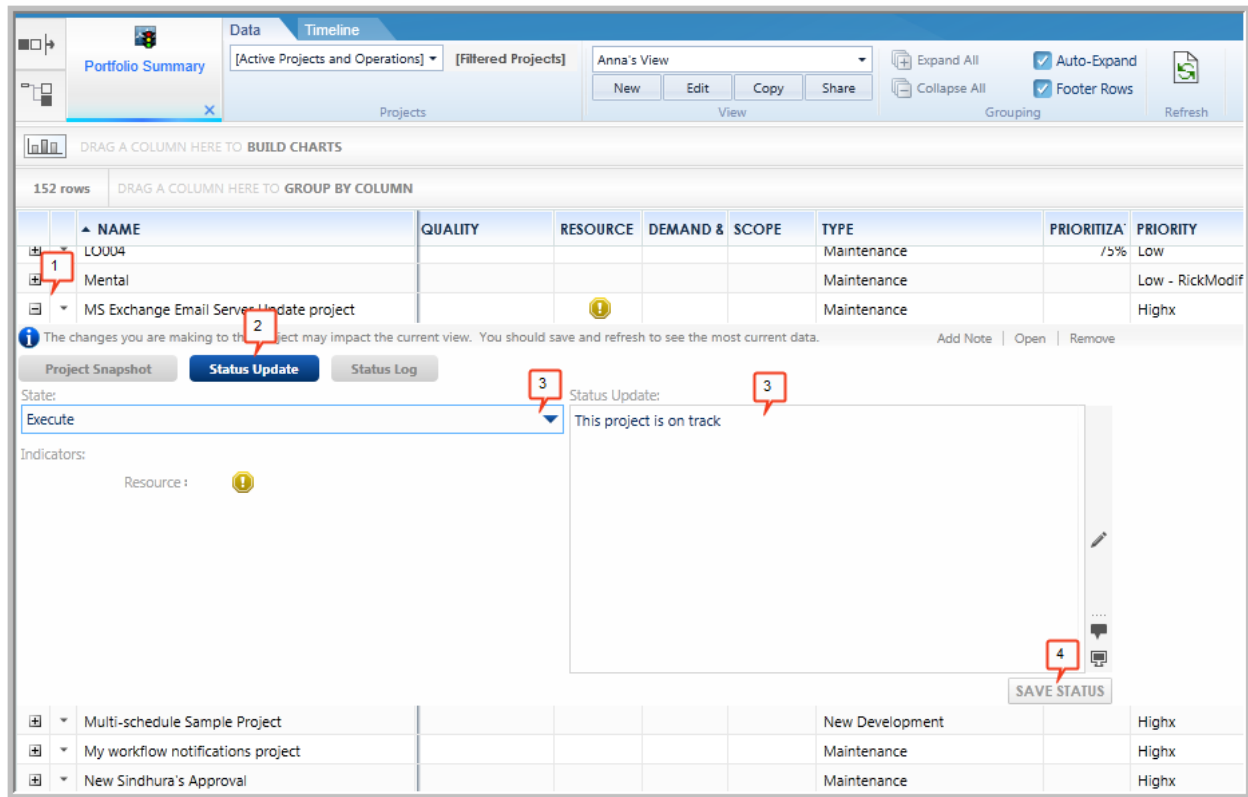 Data Timeline
Portfolio Summary
[Active Projects and Operations] [Filtered Projects]
Projects
Anna's View
New Edit Copy Share
View
Expand All Auto-Expand
Collapse All Footer Rows
Grouping
Refresh
DRAG A COLUMN HERE TO BUILD CHARTS
152 rows DRAG A COLUMN HERE TO GROUP BY COLUMN
NAME QUALITY RESOURCE DEMAND & SCOPE TYPE PRIORITIZA PRIORITY
LO004 Maintenance 75% Low
1
Mental Maintenance Low - RickModif
MS Exchange Email Server Update project Maintenance Highx
2
The changes you are making to this project may impact the current view. You should save and refresh to see the most current data. Add Note Open Remove
Project Snapshot Status Update Status Log
3
3
State: Status Update:
Execute This project is on track
Indicators:
Resource :
4
SAVE STATUS
Multi-schedule Sample Project New Development Highx
My workflow notifications project Maintenance Highx
New Sindhura's Approval Maintenance Highx